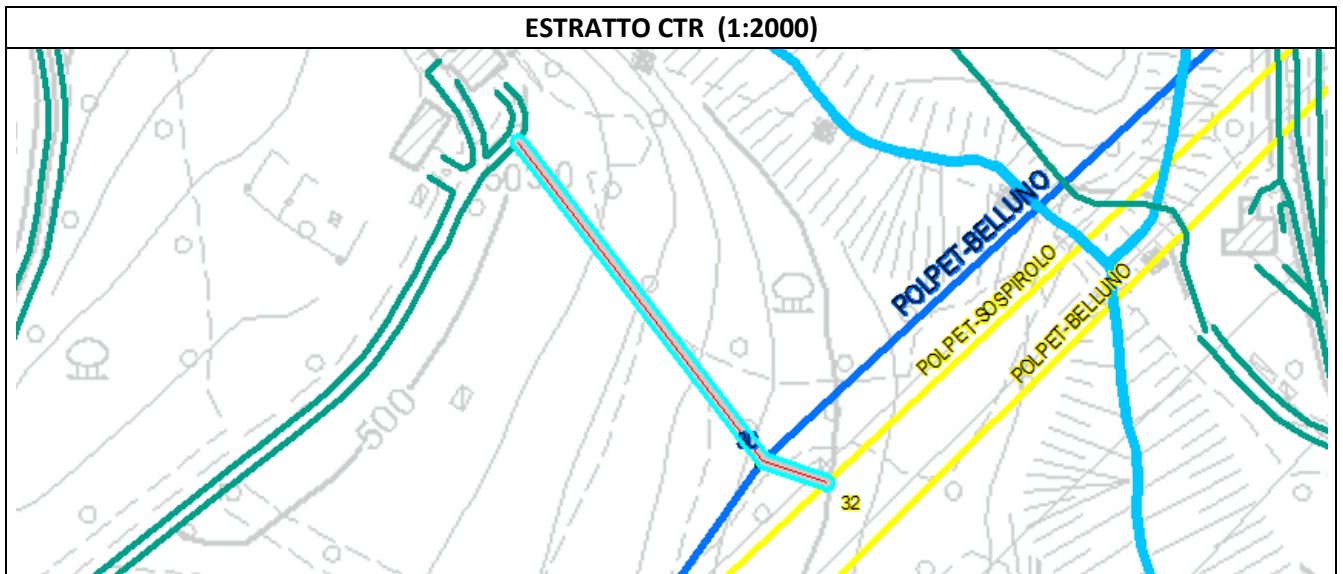 ESTRATTO CTR (1:2000)
POLPET-BELLUNO
POLPET-SOSPIROLO
POLPET-BELLUNO
500
32